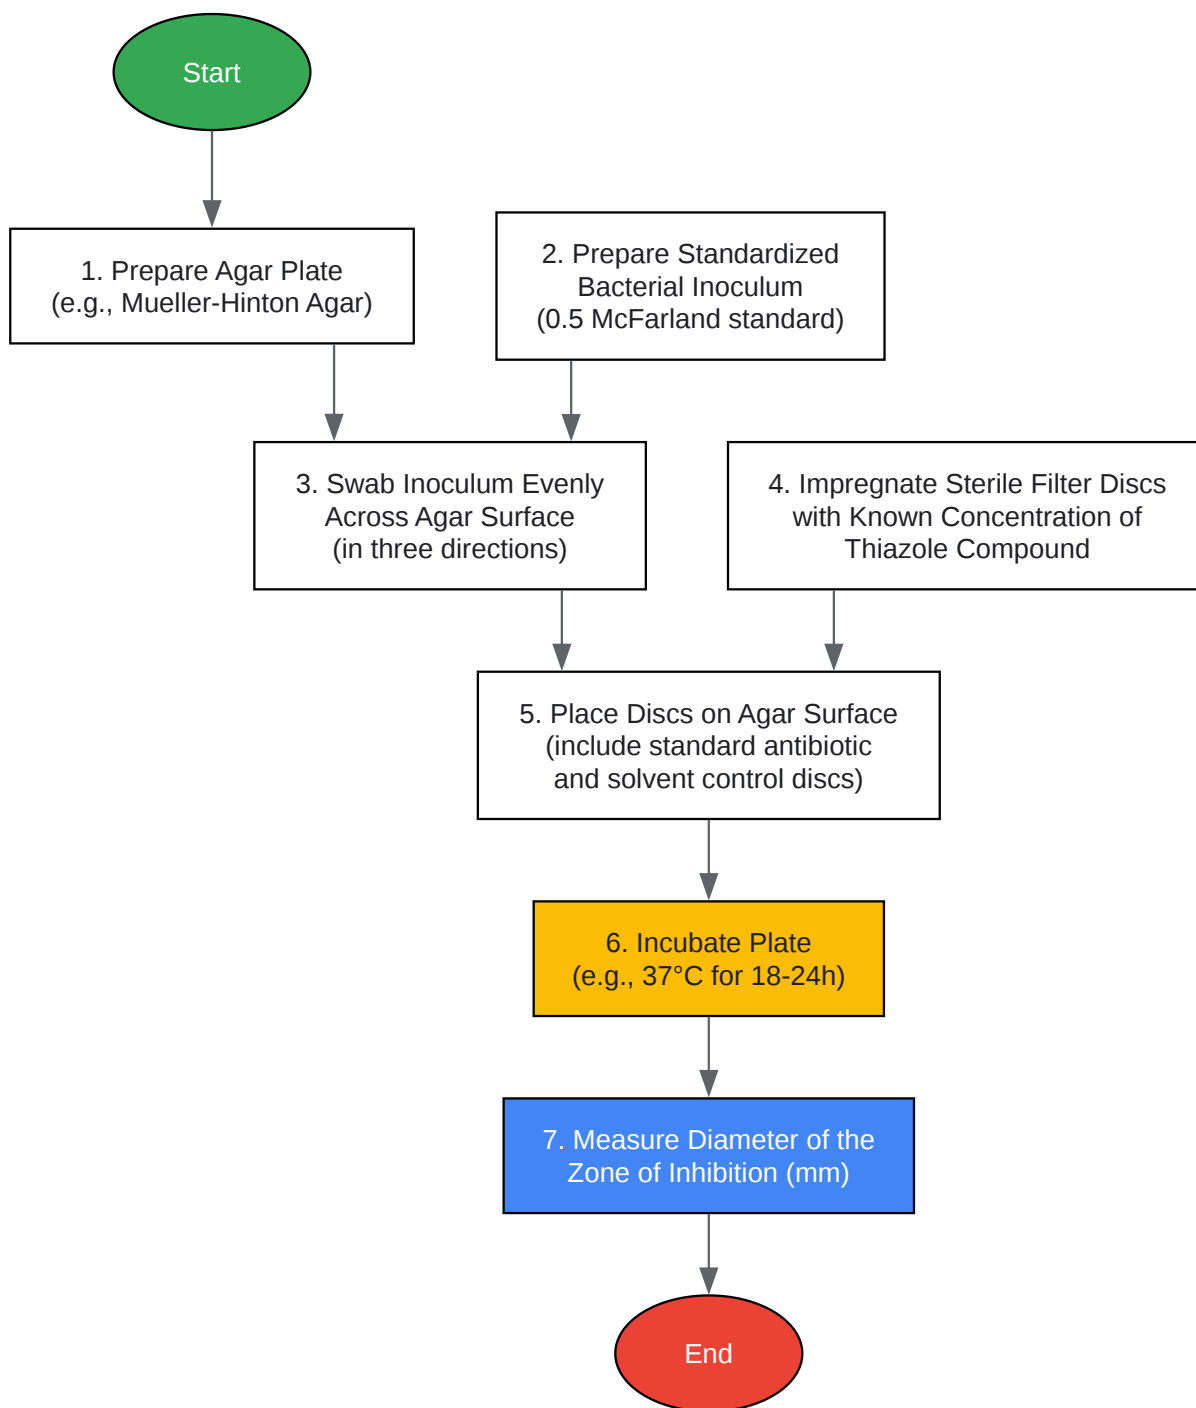 Start
1. Prepare Agar Plate
(e.g., Mueller-Hinton Agar)
2. Prepare Standardized
Bacterial Inoculum
(0.5 McFarland standard)
3. Swab Inoculum Evenly
Across Agar Surface
(in three directions)
4. Impregnate Sterile Filter Discs
with Known Concentration of
Thiazole Compound
5. Place Discs on Agar Surface
(include standard antibiotic
and solvent control discs)
6. Incubate Plate
(e.g., 37°C for 18-24h)
7. Measure Diameter of the
Zone of Inhibition (mm)
End